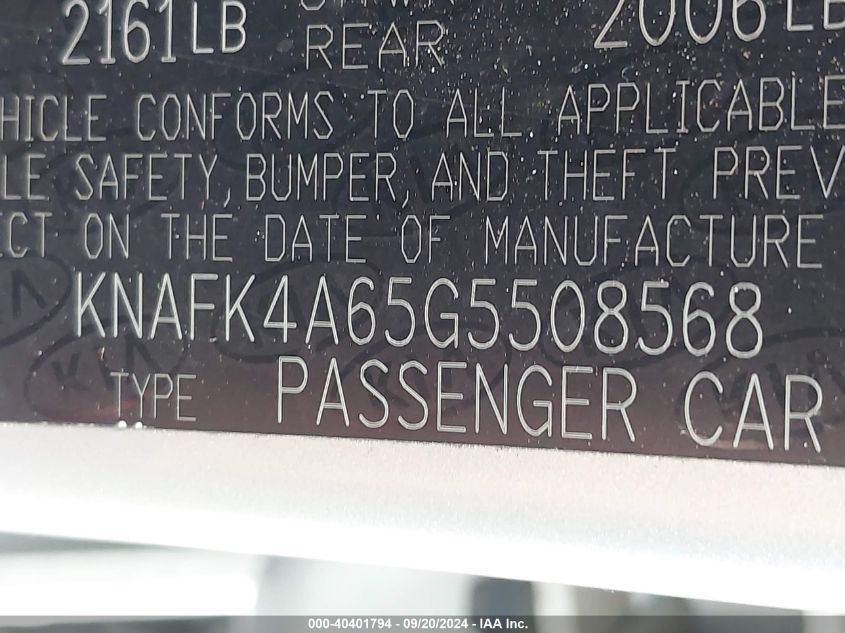 2161LB REAR 2006LB
HICLE CONFORMS TO ALL APPLICABLE
LE SAFETY, BUMPER, AND THEFT PREV
ECT ON THE DATE OF MANUFACTURE
KNAFK4A65G5508568
TYPE PASSENGER CAR
000-40401794 - 09/20/2024 - IAA Inc.